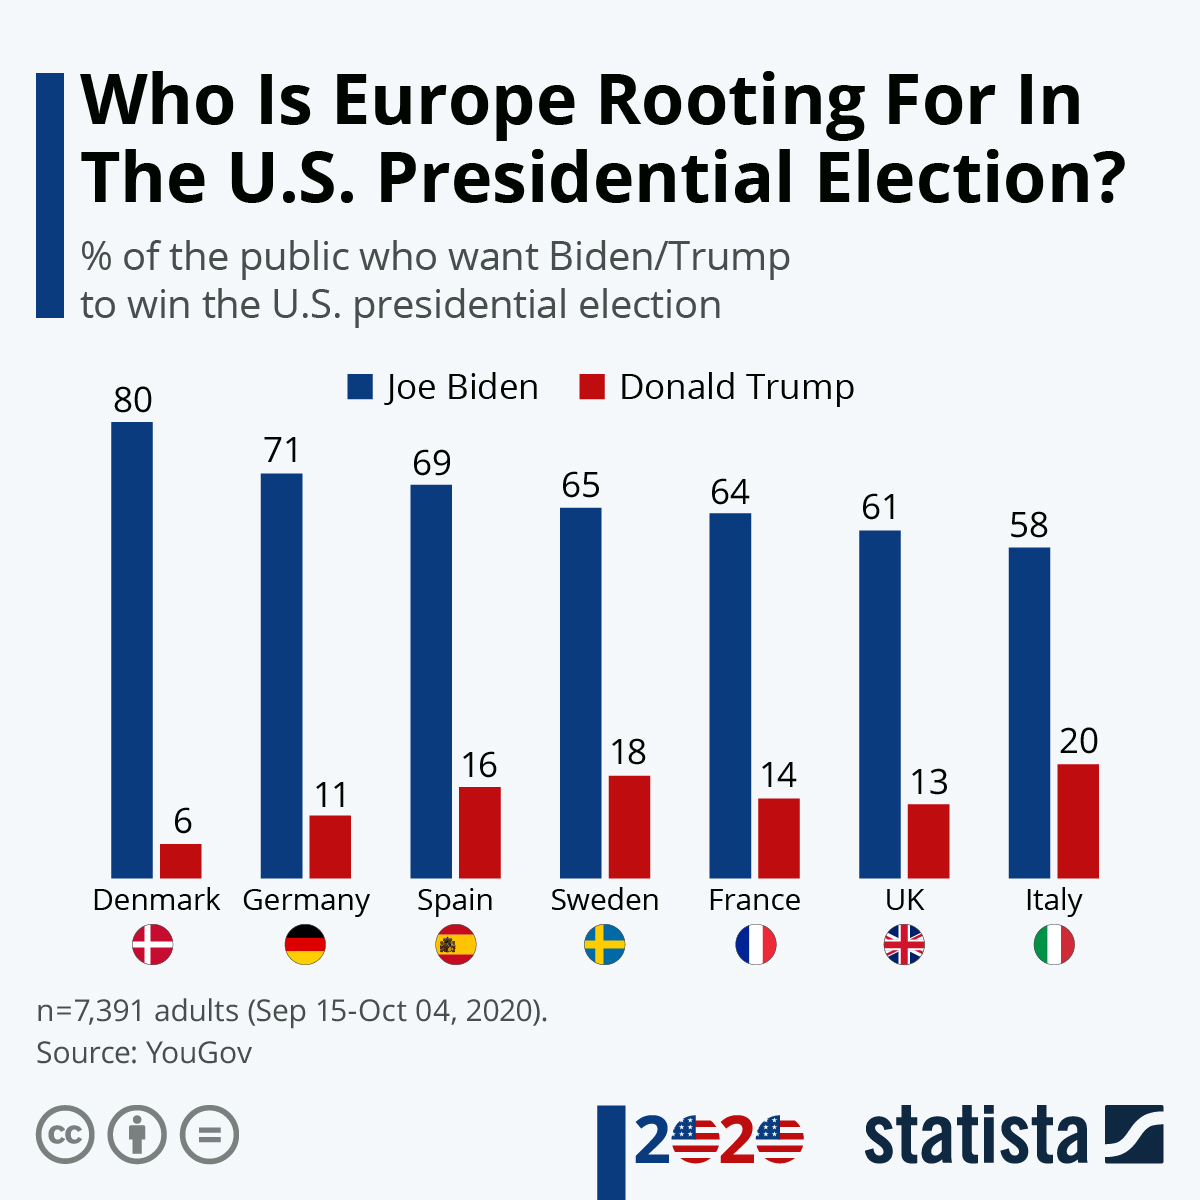 Who Is Europe Rooting For In
The U.S. Presidential Election?
% of the public who want Biden/Trump
to win the U.S. presidential election
Joe Biden
Donald Trump
80
71
69
65
64
61
58
6
11
16
18
14
13
20
Denmark
Germany
Spain
Sweden
France
UK
Italy
n=7,391 adults (Sep 15-Oct 04, 2020).
Source: YouGov
cc
=
2020
statista